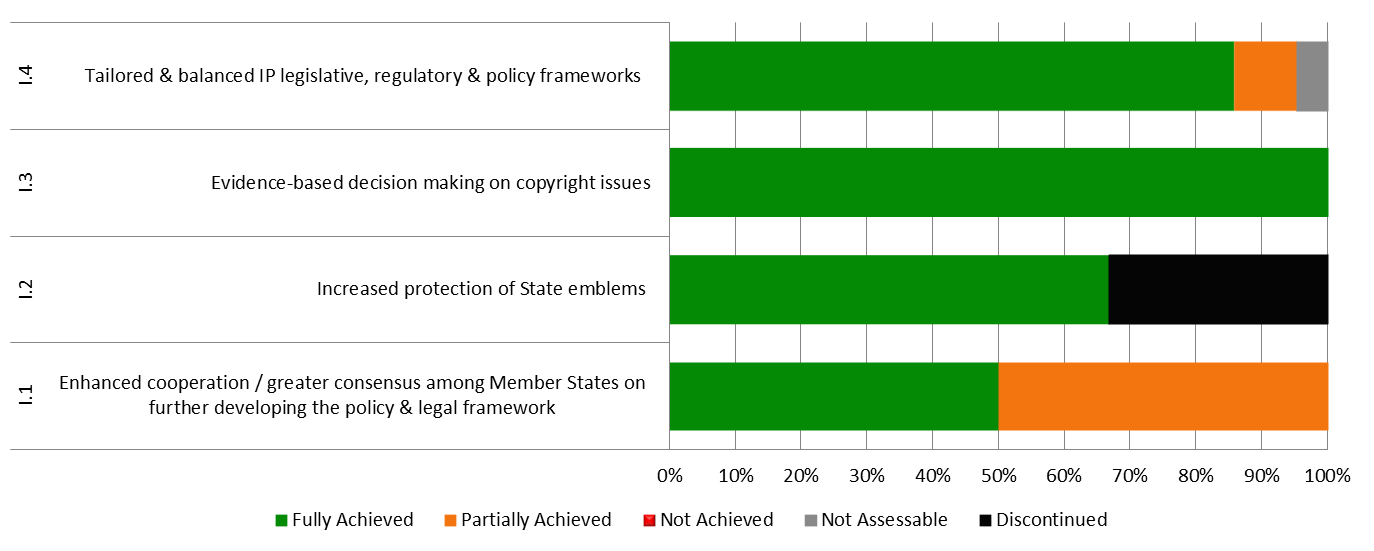 I.4
Tailored & balanced IP legislative, regulatory & policy frameworks
I.3
Evidence-based decision making on copyright issues
I.2
Increased protection of State emblems
I.1
Enhanced cooperation / greater consensus among Member States on
further developing the policy & legal framework
0% 10% 20% 30% 40% 50% 60% 70% 80% 90% 100%
Fully Achieved Partially Achieved Not Achieved Not Assessable Discontinued